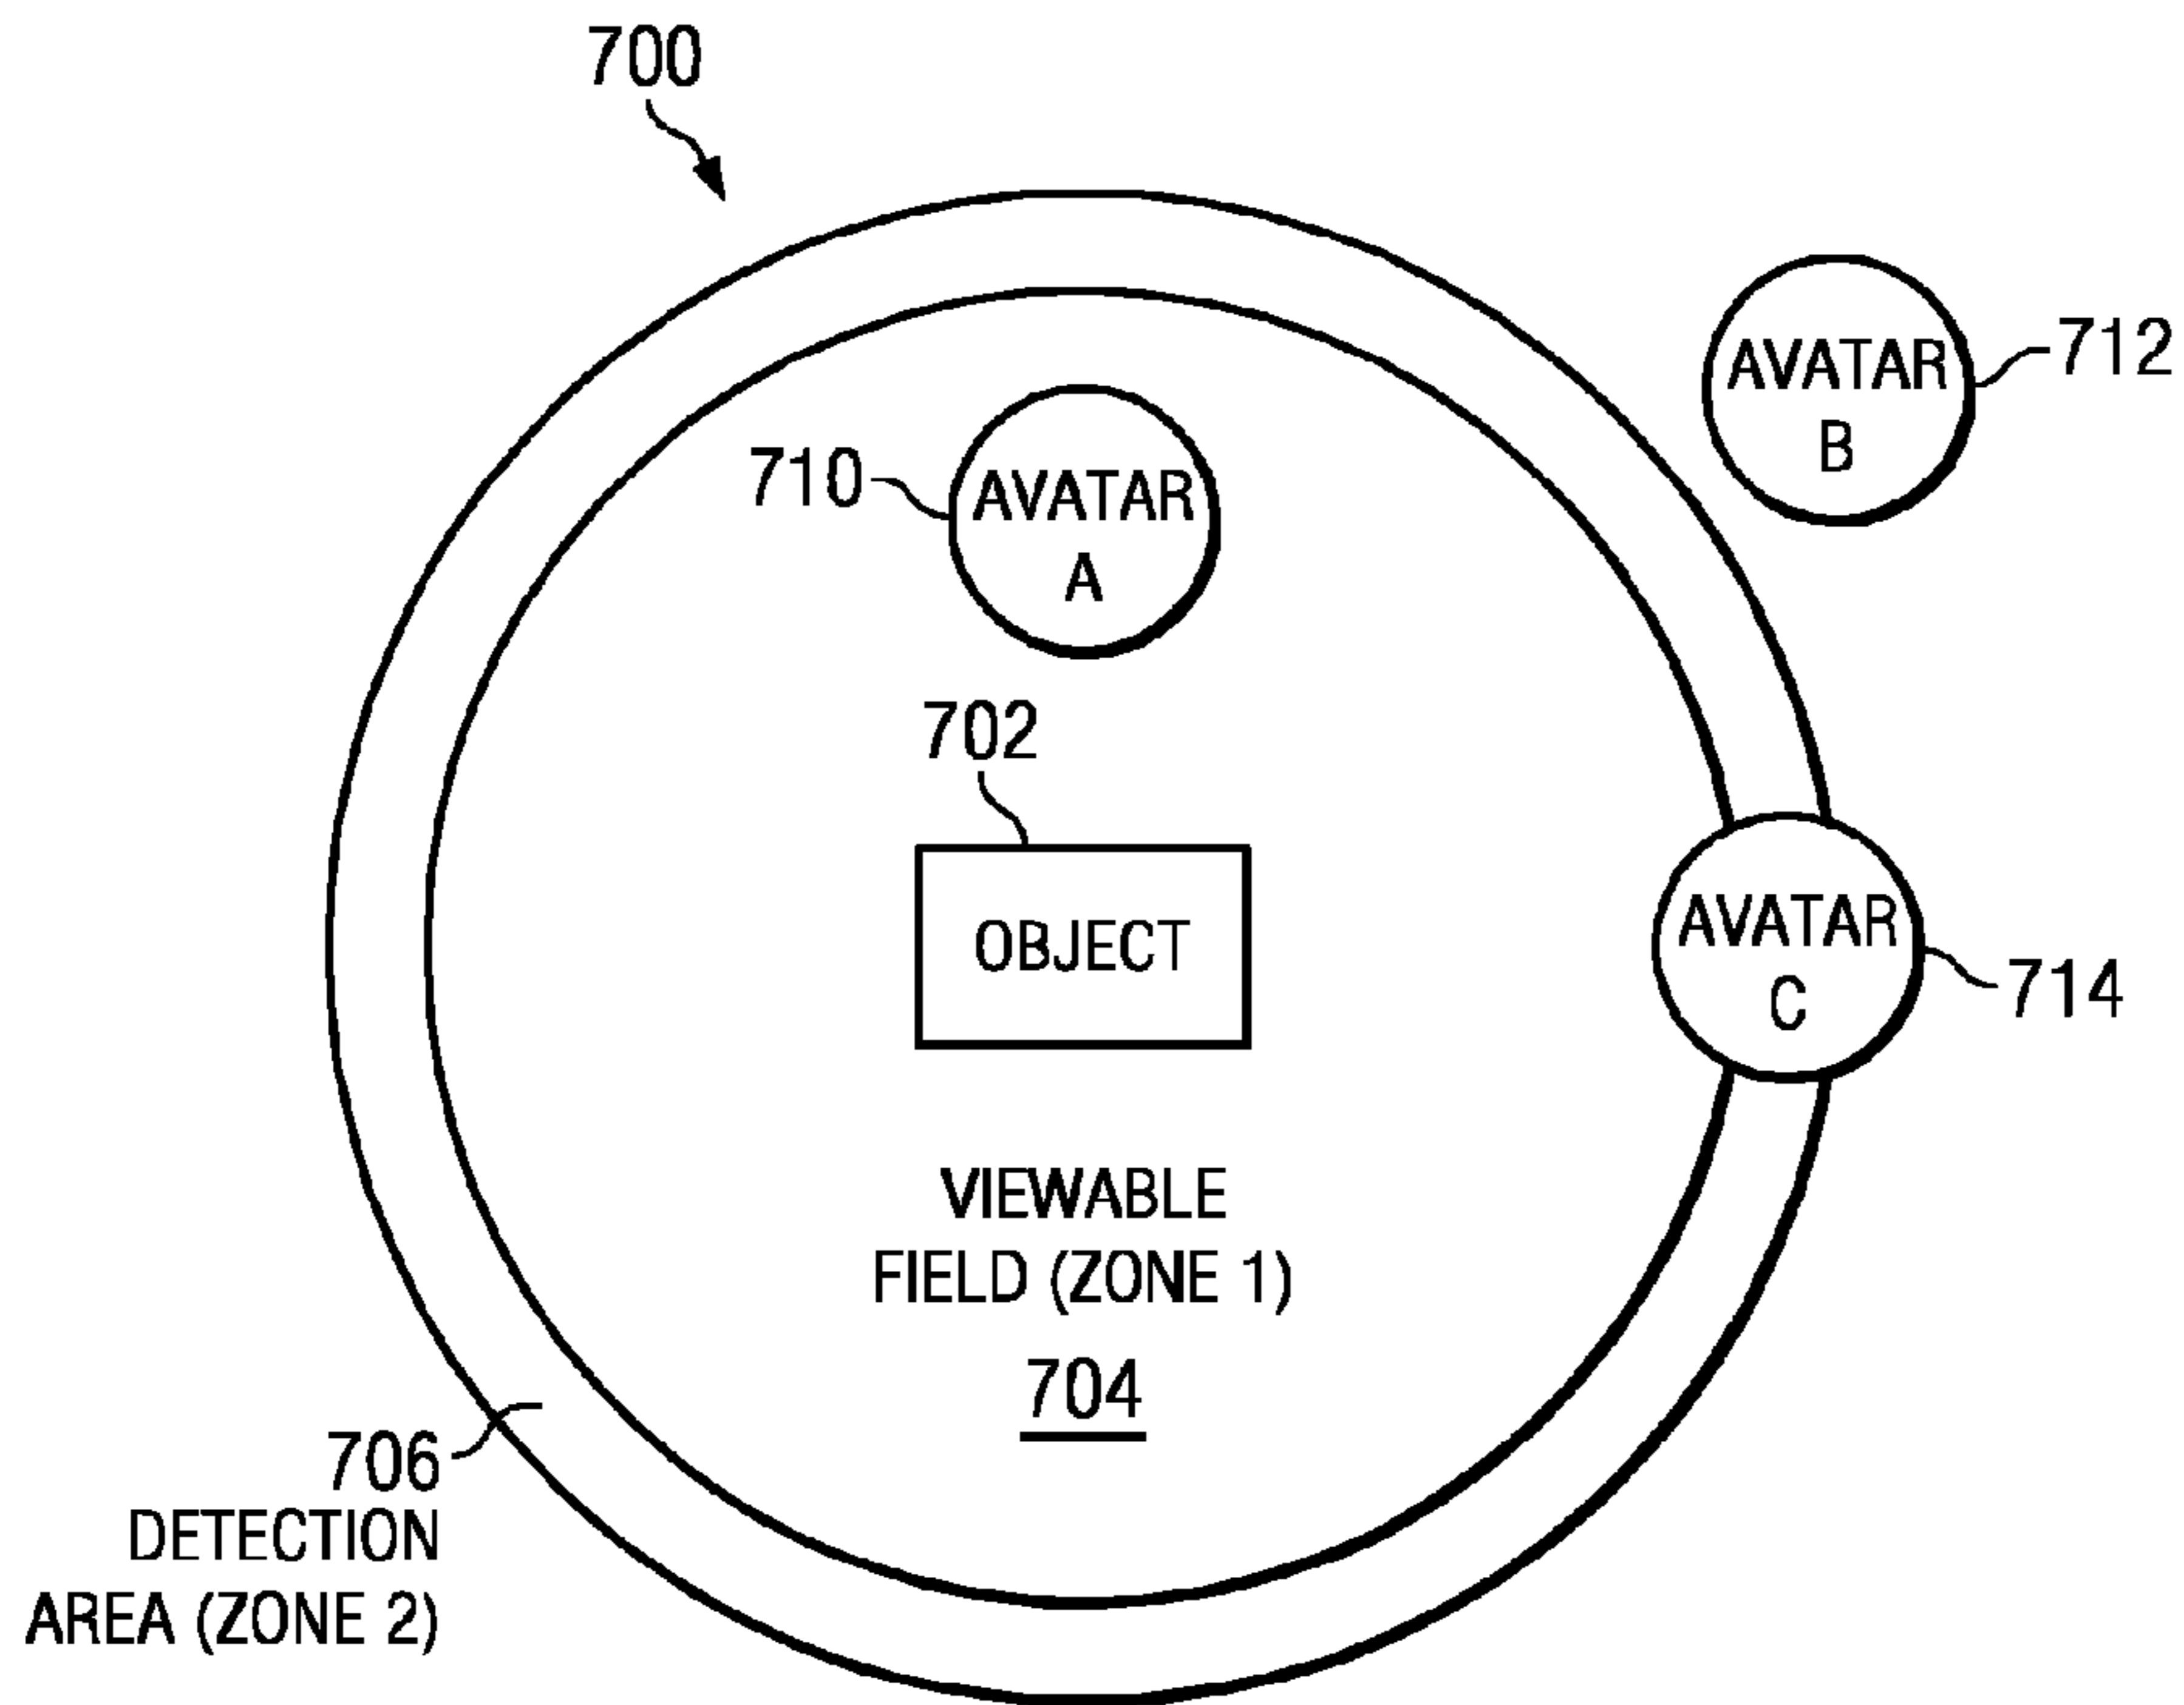 700
AVATAR
B
712
710
AVATAR
A
702
OBJECT
AVATAR
C
714
VIEWABLE
FIELD (ZONE 1)
704
706
DETECTION
AREA (ZONE 2)